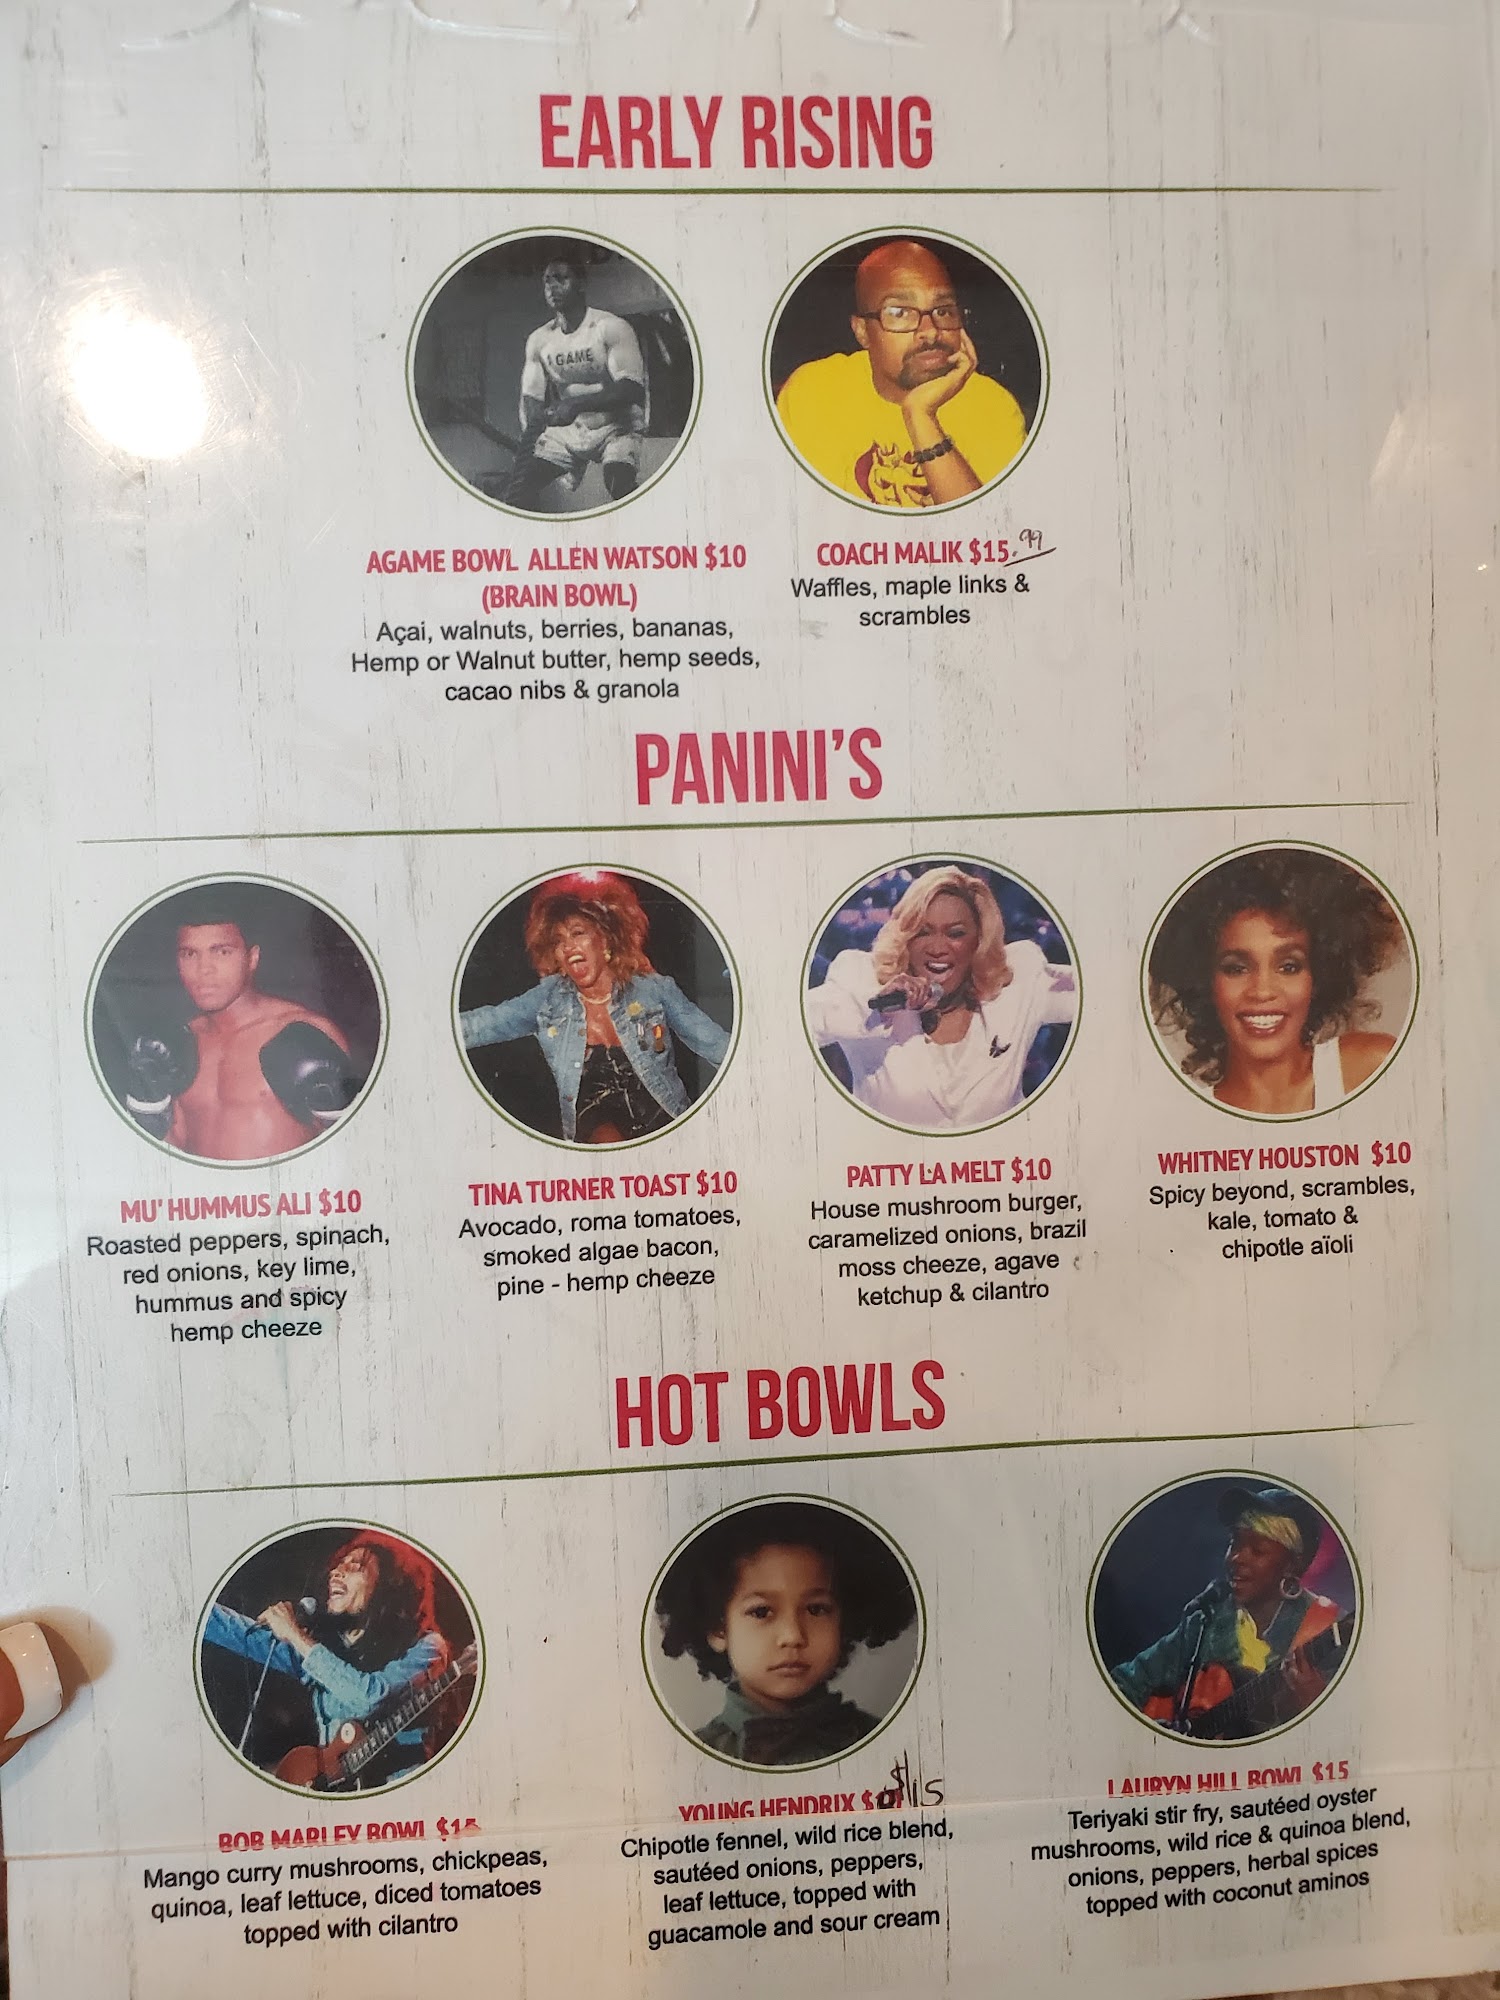 EARLY RISING
A GAME
AGAME BOWL ALLEN WATSON $10
(BRAIN BOWL)
Açai, walnuts, berries, bananas,
Hemp or Walnut butter, hemp seeds,
cacao nibs & granola
COACH MALIK $15.99
Waffles, maple links &
scrambles
PANINI'S
MU' HUMMUS ALI $10
Roasted peppers, spinach,
red onions, key lime,
hummus and spicy
hemp cheeze
TINA TURNER TOAST $10
Avocado, roma tomatoes,
smoked algae bacon,
pine - hemp cheeze
PATTY LA MELT $10
House mushroom burger,
caramelized onions, brazil
moss cheeze, agave
ketchup & cilantro
WHITNEY HOUSTON $10
Spicy beyond, scrambles,
kale, tomato &
chipotle aïoli
HOT BOWLS
BOB MARLEY BOWL $15
Mango curry mushrooms, chickpeas,
quinoa, leaf lettuce, diced tomatoes
topped with cilantro
YOUNG HENDRIX $15
Chipotle fennel, wild rice blend,
sautéed onions, peppers,
leaf lettuce, topped with
guacamole and sour cream
LAURYN HILL BOWL $15
Teriyaki stir fry, sautéed oyster
mushrooms, wild rice & quinoa blend,
onions, peppers, herbal spices
topped with coconut aminos